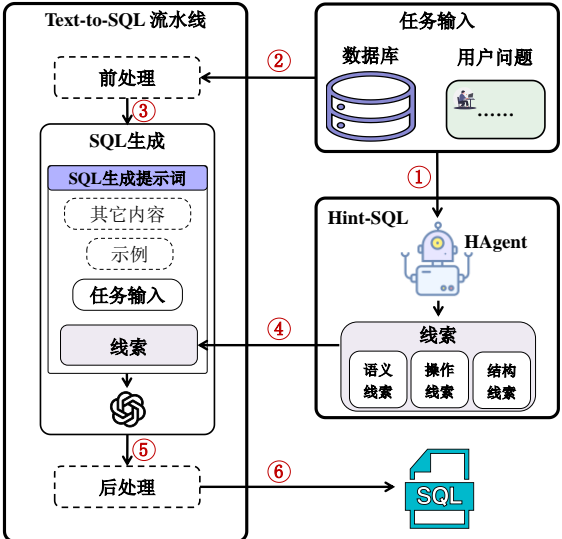 Text-to-SQL 流水线
前处理
③
SQL生成
SQL生成提示词
其它内容
示例
任务输入
线索
⑤
后处理
②
④
⑥
任务输入
数据库
用户问题
......
①
Hint-SQL
HAgent
线索
语义
线索
操作
线索
结构
线索
SQL